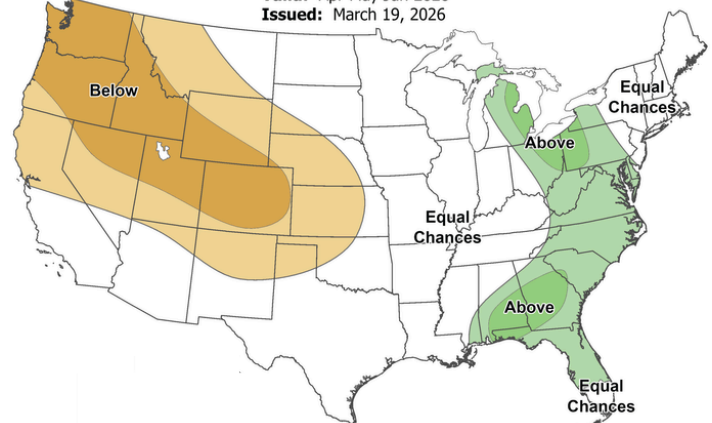 Issued: March 19, 2026
Below
Equal
Chances
Above
Equal
Chances
Above
Equal
Chances